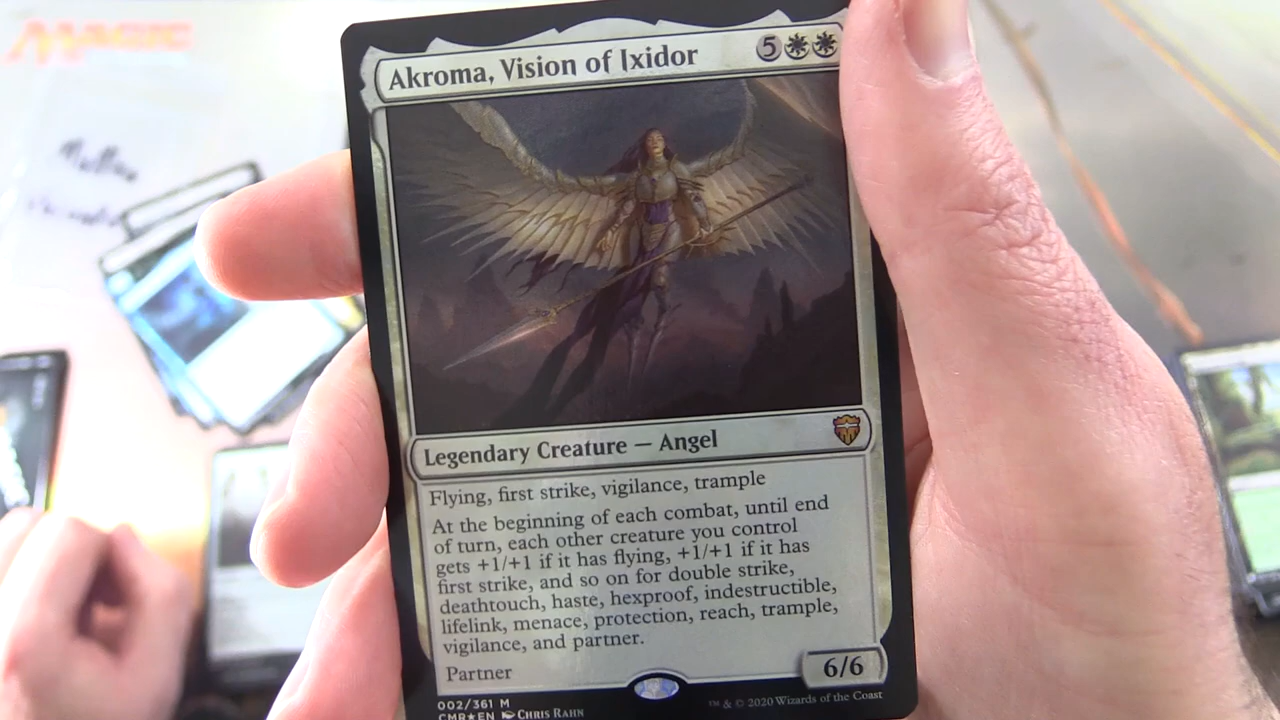 MAGIC
Akroma, Vision of Ixidor
5
Legendary Creature — Angel
Flying, first strike, vigilance, trample
At the beginning of each combat, until end
of turn, each other creature you control
gets +1/+1 if it has flying, +1/+1 if it has
first strike, and so on for double strike,
deathtouch, haste, hexproof, indestructible,
lifelink, menace, protection, reach, trample,
vigilance, and partner.
Partner
6/6
002/361 M
CMR★EN Chris Rahn
™ & © 2020 Wizards of the Coast